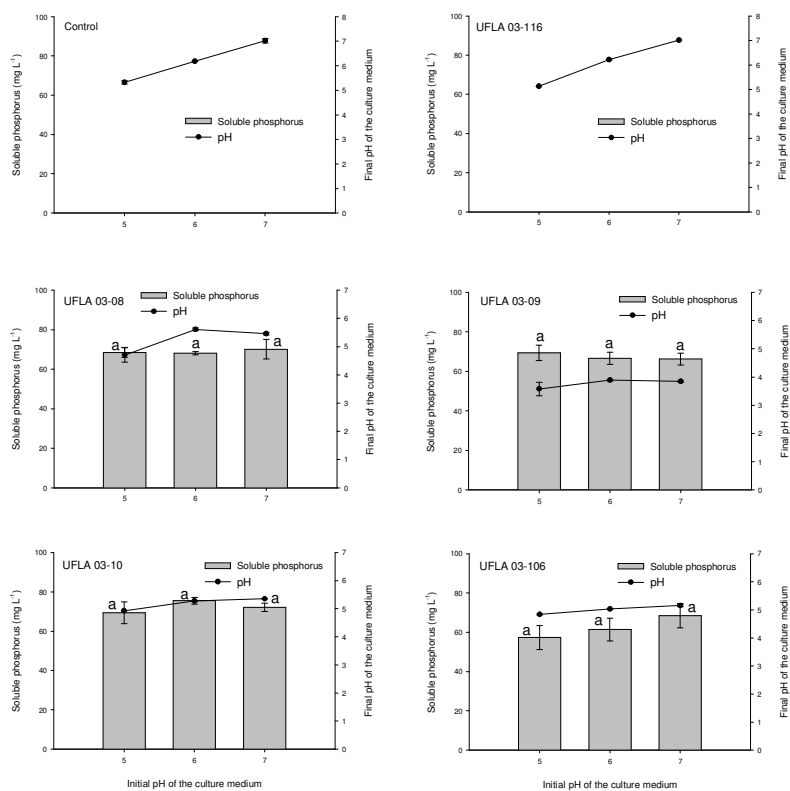 Control
Soluble phosphorus (mg L⁻¹)
100
80
60
40
20
0
8
7
6
5
4
3
2
1
0
Final pH of the culture medium
Soluble phosphorus
pH
5 6 7
UFLA 03-116
Soluble phosphorus (mg L⁻¹)
100
80
60
40
20
0
8
7
6
5
4
3
2
1
0
Final pH of the culture medium
Soluble phosphorus
pH
5 6 7
UFLA 03-08
Soluble phosphorus (mg L⁻¹)
100
80
60
40
20
0
7
6
5
4
3
2
1
0
Final pH of the culture medium
Soluble phosphorus
pH
a a a
5 6 7
UFLA 03-09
Soluble phosphorus (mg L⁻¹)
100
80
60
40
20
0
7
6
5
4
3
2
1
0
Final pH of the culture medium
Soluble phosphorus
pH
a a a
5 6 7
UFLA 03-10
Soluble phosphorus (mg L⁻¹)
100
80
60
40
20
0
7
6
5
4
3
2
1
0
Final pH of the culture medium
Soluble phosphorus
pH
a a a
5 6 7
Initial pH of the culture medium
UFLA 03-106
Soluble phosphorus (mg L⁻¹)
100
80
60
40
20
0
7
6
5
4
3
2
1
0
Final pH of the culture medium
Soluble phosphorus
pH
a a a
5 6 7
Initial pH of the culture medium